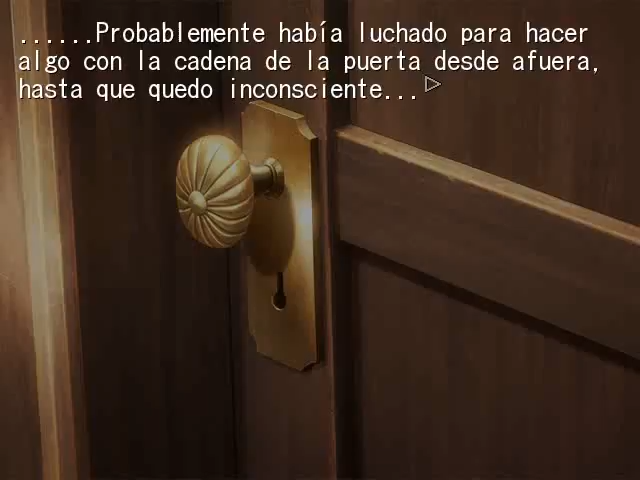 ......Probablemente había luchado para hacer
algo con la cadena de la puerta desde afuera,
hasta que quedo inconsciente...